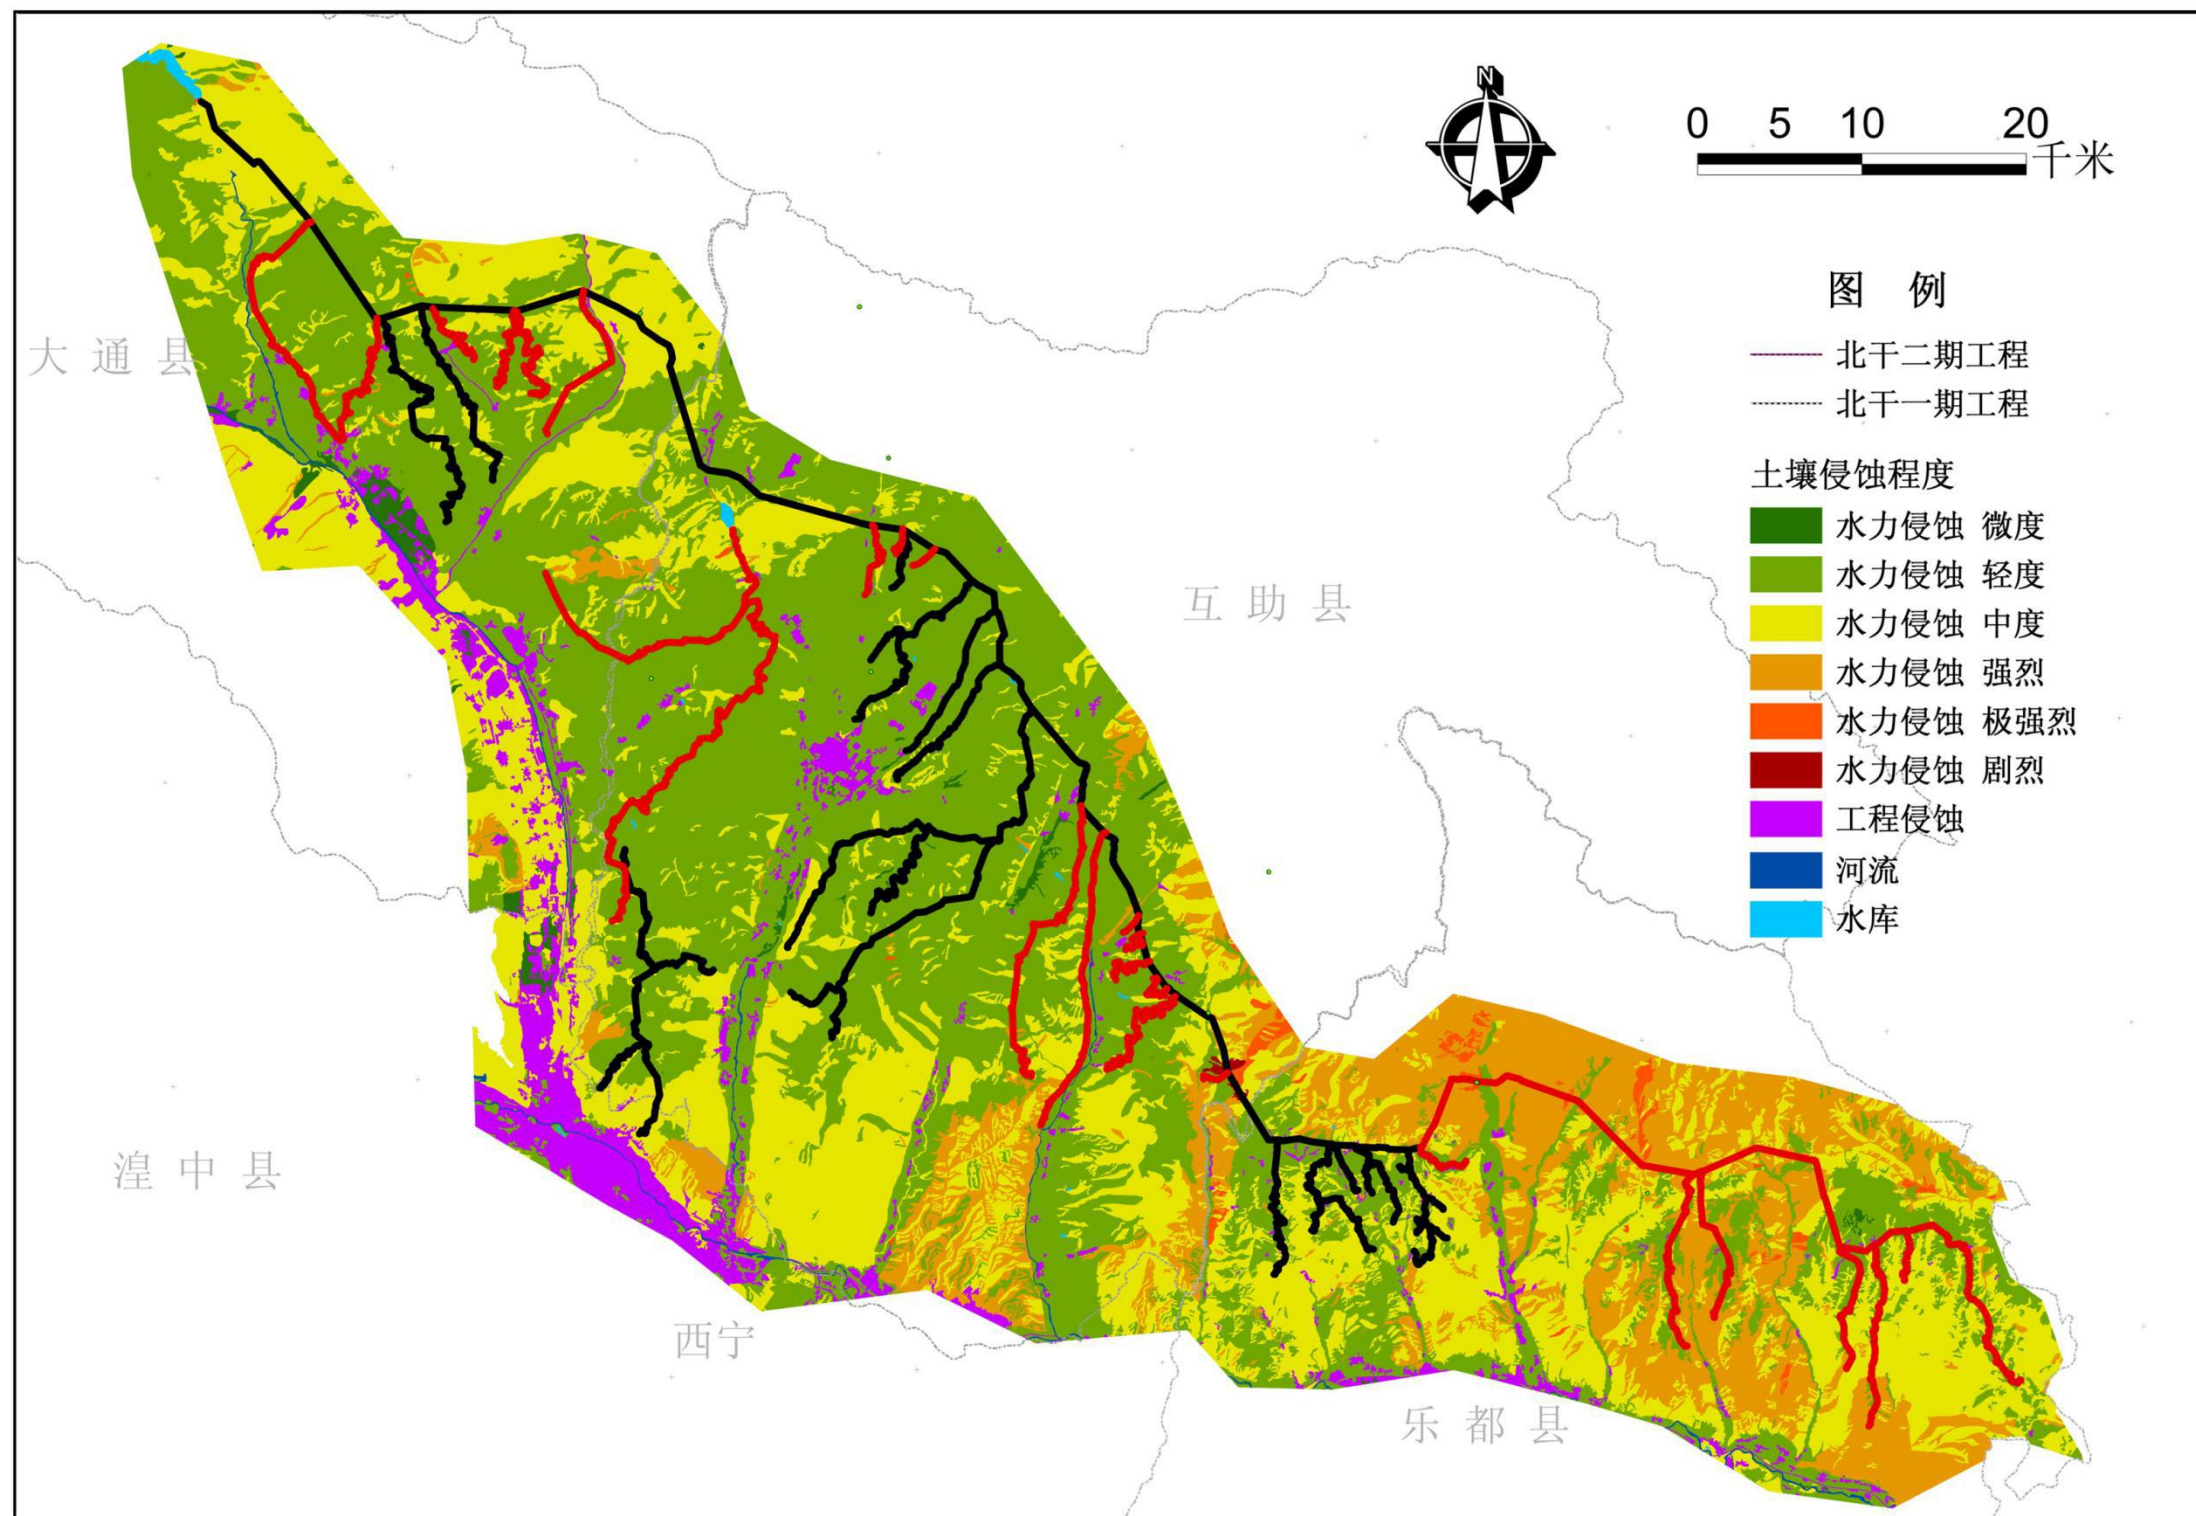 N
0 5 10 20
千米
图 例
北干二期工程
北干一期工程
土壤侵蚀程度
水力侵蚀 微度
水力侵蚀 轻度
水力侵蚀 中度
水力侵蚀 强烈
水力侵蚀 极强烈
水力侵蚀 剧烈
工程侵蚀
河流
水库
大通县
互助县
湟中县
西宁
乐都县